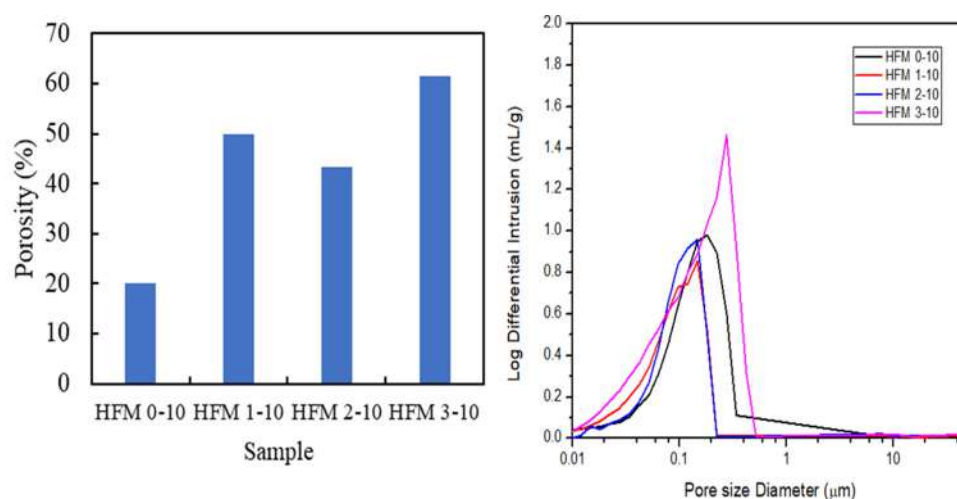 70
60
50
40
30
20
10
0
Porosity (%)
HFM 0-10 HFM 1-10 HFM 2-10 HFM 3-10
Sample
2.0
1.8
1.6
1.4
1.2
1.0
0.8
0.6
0.4
0.2
0.0
Log Differential Intrusion (mL/g)
HFM 0-10
HFM 1-10
HFM 2-10
HFM 3-10
0.01 0.1 1 10
Pore size Diameter (μm)